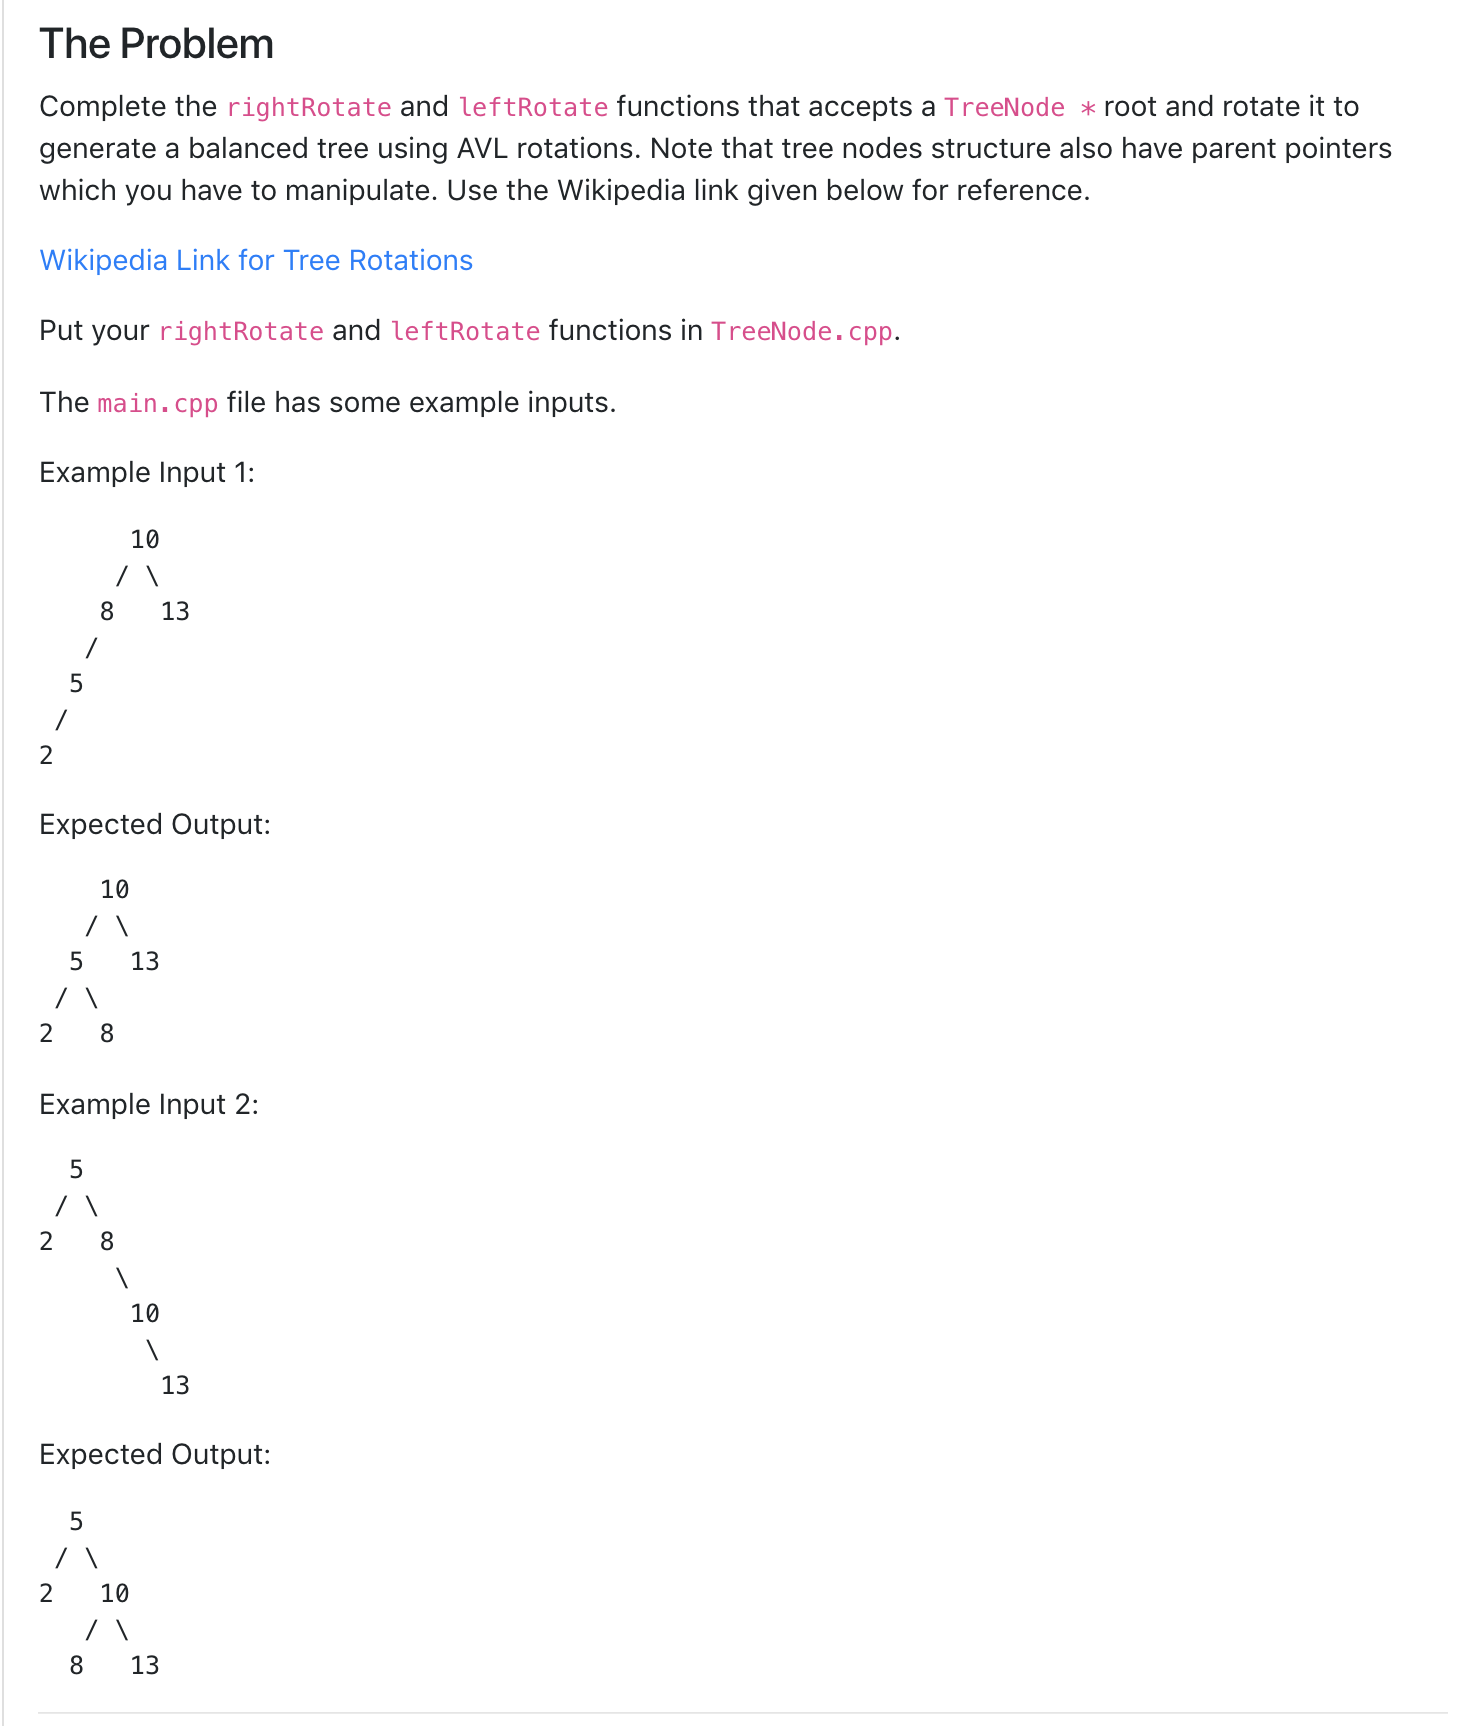 The Problem
Complete the rightRotate and leftRotate functions that accepts a TreeNode * root and rotate it to
generate a balanced tree using AVL rotations. Note that tree nodes structure also have parent pointers
which you have to manipulate. Use the Wikipedia link given below for reference.
Wikipedia Link for Tree Rotations
Put your rightRotate and leftRotate functions in TreeNode.cpp.
The main.cpp file has some example inputs.
Example Input 1:
      10
     / \
    8   13
   /
  5
 /
2
Expected Output:
    10
   / \
  5   13
 / \
2   8
Example Input 2:
  5
 / \
2   8
     \
      10
       \
        13
Expected Output:
  5
 / \
2   10
   / \
  8   13